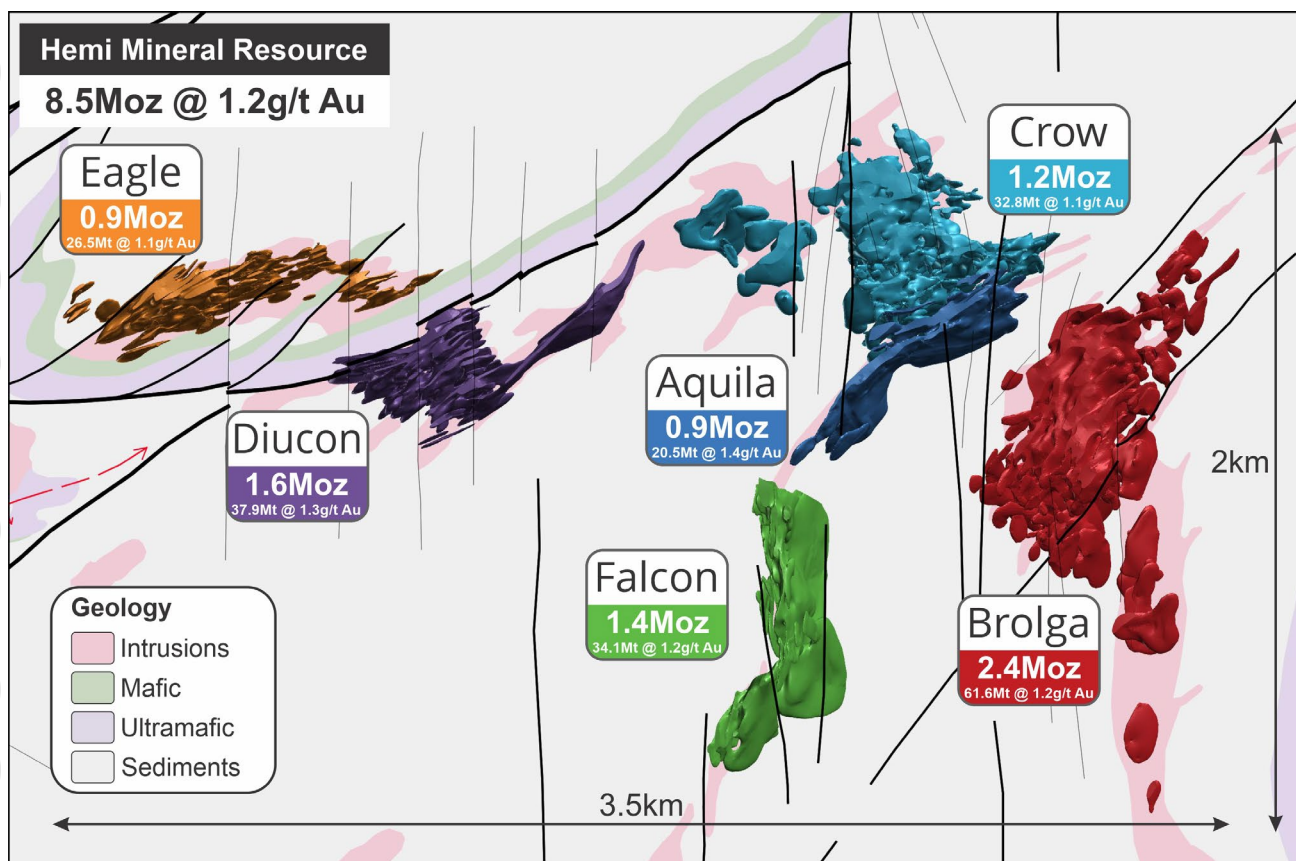 Hemi Mineral Resource
8.5Moz @ 1.2g/t Au
Eagle
0.9Moz
26.5Mt @ 1.1g/t Au
Crow
1.2Moz
32.8Mt @ 1.1g/t Au
Diucon
1.6Moz
37.9Mt @ 1.3g/t Au
Aquila
0.9Moz
20.5Mt @ 1.4g/t Au
2km
Falcon
1.4Moz
34.1Mt @ 1.2g/t Au
Brolga
2.4Moz
61.6Mt @ 1.2g/t Au
Geology
Intrusions
Mafic
Ultramafic
Sediments
3.5km